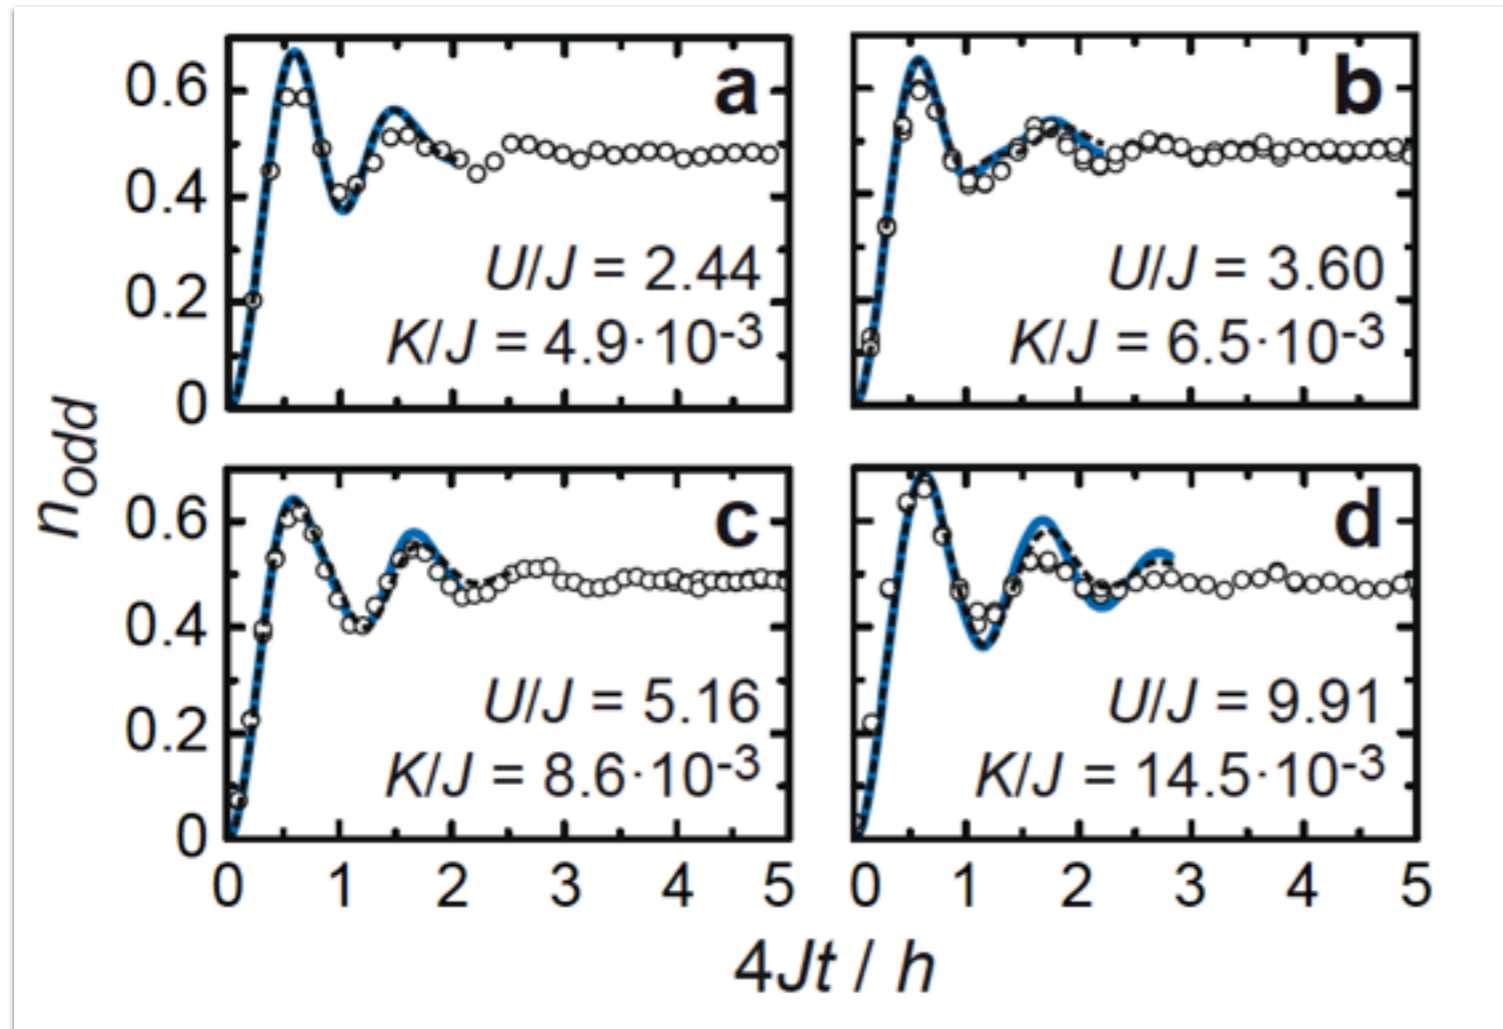 a
0.6
0.4
0.2
0
U/J = 2.44
K/J = 4.9·10⁻³
b
U/J = 3.60
K/J = 6.5·10⁻³
n_odd
c
0.6
0.4
0.2
0
U/J = 5.16
K/J = 8.6·10⁻³
0 1 2 3 4 5
d
U/J = 9.91
K/J = 14.5·10⁻³
0 1 2 3 4 5
4Jt / h